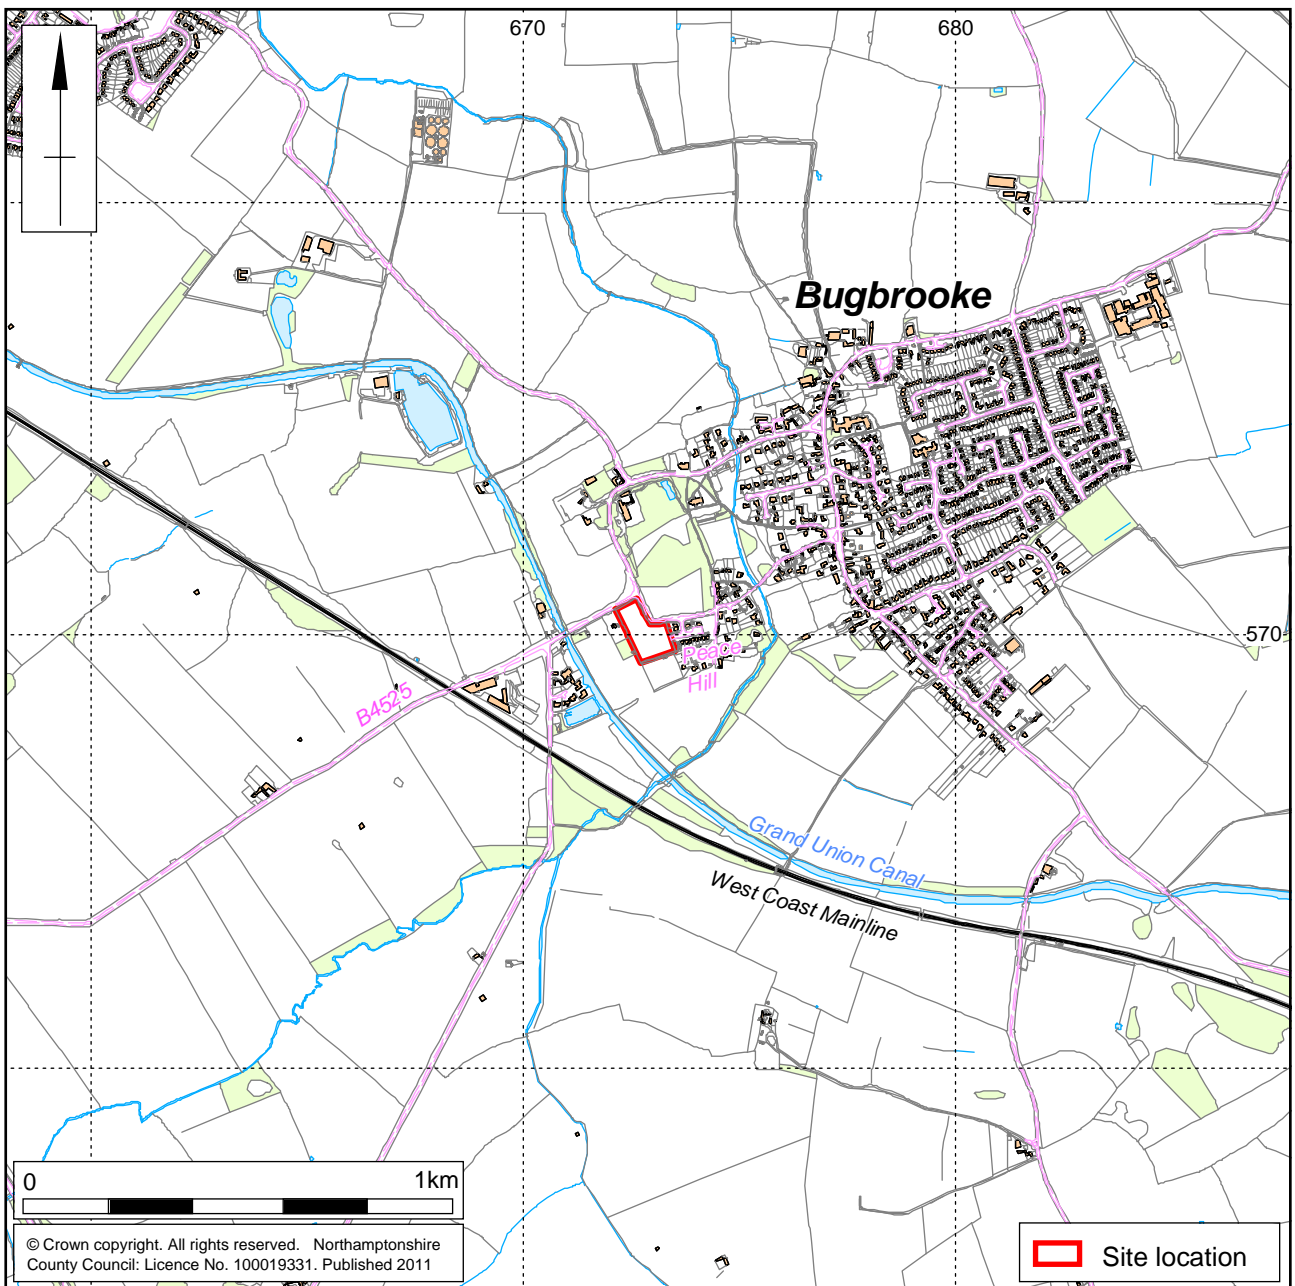 670
680
Bugbrooke
570
Peace
Hill
B4525
Grand Union Canal
West Coast Mainline
0
1km
© Crown copyright. All rights reserved. Northamptonshire
County Council: Licence No. 100019331. Published 2011
Site location